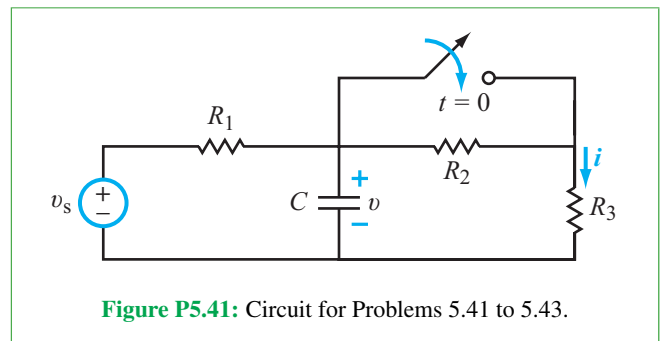 t = 0
R1
R2
i
vs
+
−
C
+
v
−
R3
Figure P5.41: Circuit for Problems 5.41 to 5.43.